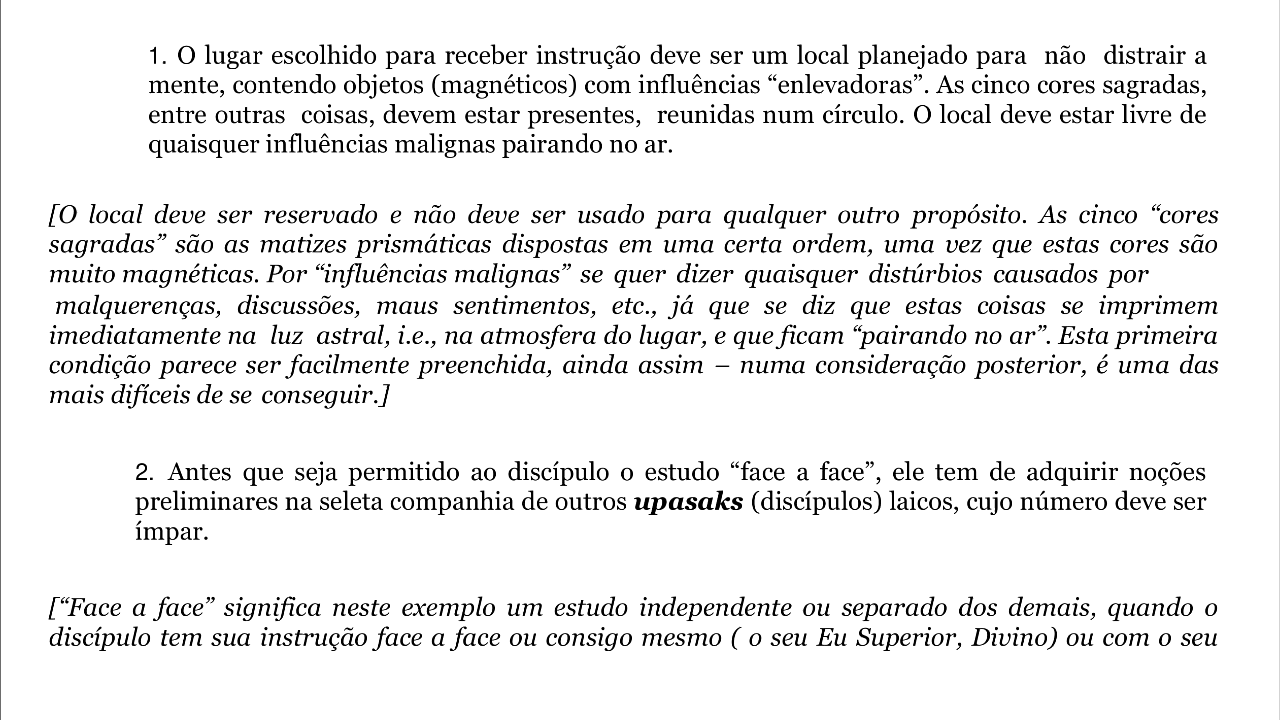 1. O lugar escolhido para receber instrução deve ser um local planejado para não distrair a
mente, contendo objetos (magnéticos) com influências “enlevadoras”. As cinco cores sagradas,
entre outras coisas, devem estar presentes, reunidas num círculo. O local deve estar livre de
quaisquer influências malignas pairando no ar.
[O local deve ser reservado e não deve ser usado para qualquer outro propósito. As cinco “cores
sagradas” são as matizes prismáticas dispostas em uma certa ordem, uma vez que estas cores são
muito magnéticas. Por “influências malignas” se quer dizer quaisquer distúrbios causados por
malquerenças, discussões, maus sentimentos, etc., já que se diz que estas coisas se imprimem
imediatamente na luz astral, i.e., na atmosfera do lugar, e que ficam “pairando no ar”. Esta primeira
condição parece ser facilmente preenchida, ainda assim – numa consideração posterior, é uma das
mais difíceis de se conseguir.]
2. Antes que seja permitido ao discípulo o estudo “face a face”, ele tem de adquirir noções
preliminares na seleta companhia de outros upasaks (discípulos) laicos, cujo número deve ser
ímpar.
[“Face a face” significa neste exemplo um estudo independente ou separado dos demais, quando o
discípulo tem sua instrução face a face ou consigo mesmo ( o seu Eu Superior, Divino) ou com o seu